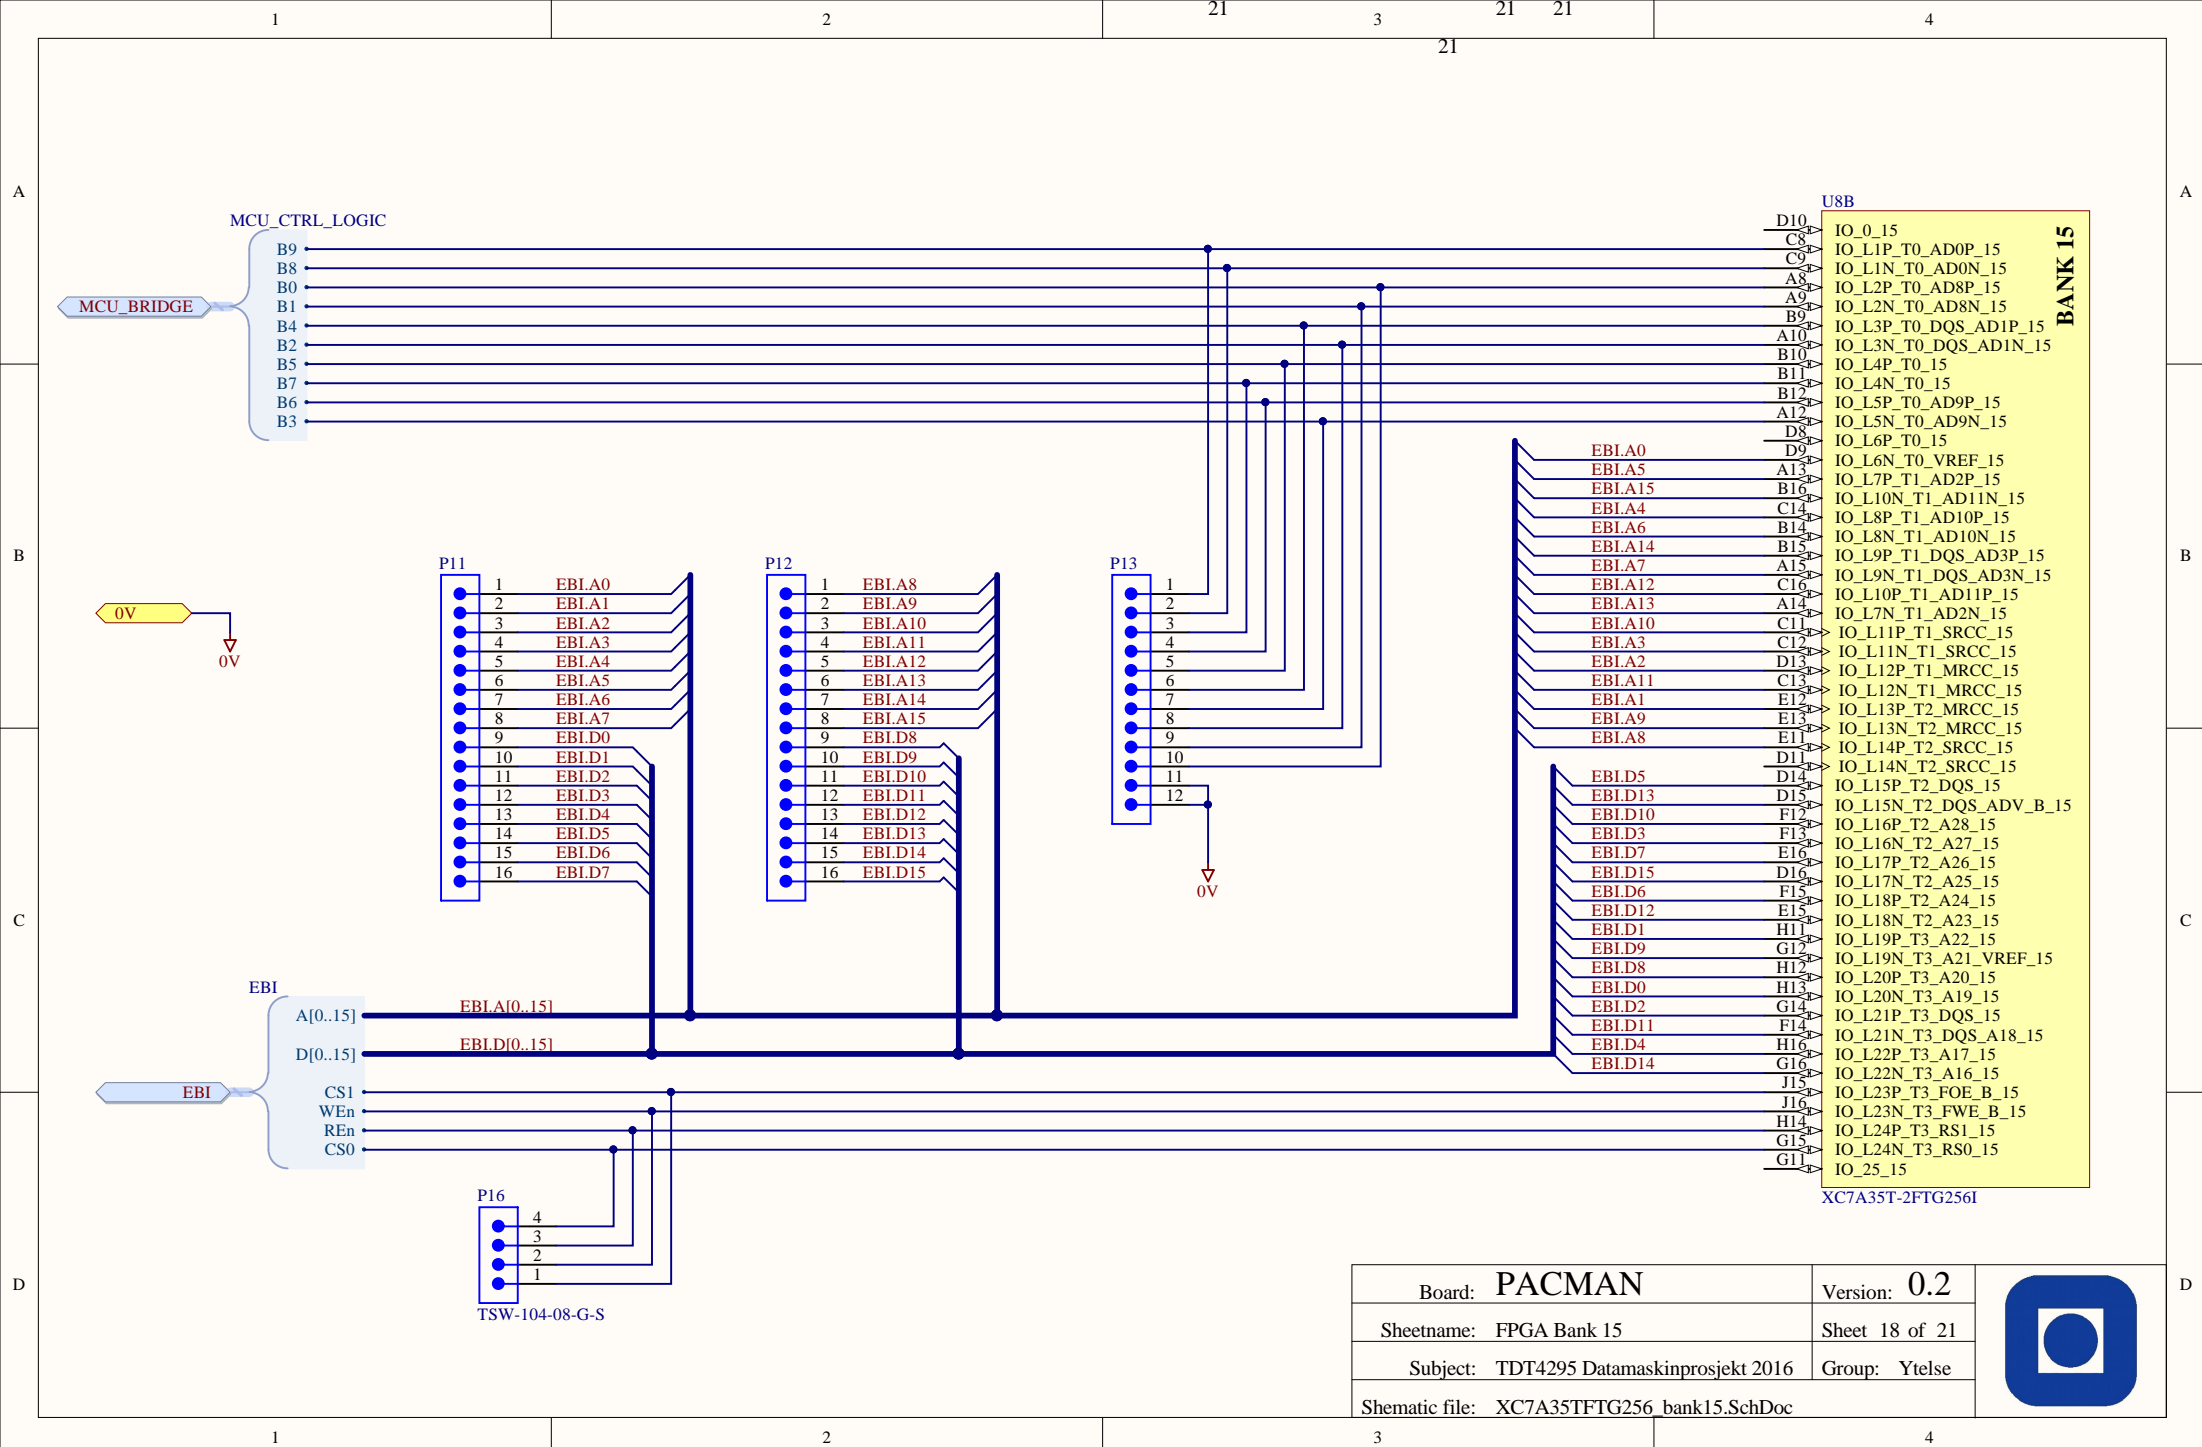 1
2
21
3
21
21
4
21
A
A
MCU_CTRL_LOGIC
B9
B8
B0
B1
B4
B2
B5
B7
B6
B3
MCU_BRIDGE
U8B
BANK 15
D10 IO_0_15
C8 IO_L1P_T0_AD0P_15
C9 IO_L1N_T0_AD0N_15
A8 IO_L2P_T0_AD8P_15
A9 IO_L2N_T0_AD8N_15
B9 IO_L3P_T0_DQS_AD1P_15
A10 IO_L3N_T0_DQS_AD1N_15
B10 IO_L4P_T0_15
B11 IO_L4N_T0_15
B12 IO_L5P_T0_AD9P_15
A12 IO_L5N_T0_AD9N_15
D8 IO_L6P_T0_15
EBI.A0 D9 IO_L6N_T0_VREF_15
EBI.A5 A13 IO_L7P_T1_AD2P_15
EBI.A15 B16 IO_L10N_T1_AD11N_15
EBI.A4 C14 IO_L8P_T1_AD10P_15
EBI.A6 B14 IO_L8N_T1_AD10N_15
EBI.A14 B15 IO_L9P_T1_DQS_AD3P_15
EBI.A7 A15 IO_L9N_T1_DQS_AD3N_15
EBI.A12 C16 IO_L10P_T1_AD11P_15
EBI.A13 A14 IO_L7N_T1_AD2N_15
EBI.A10 C11 IO_L11P_T1_SRCC_15
EBI.A3 C12 IO_L11N_T1_SRCC_15
EBI.A2 D13 IO_L12P_T1_MRCC_15
EBI.A11 C13 IO_L12N_T1_MRCC_15
EBI.A1 E12 IO_L13P_T2_MRCC_15
EBI.A9 E13 IO_L13N_T2_MRCC_15
EBI.A8 E11 IO_L14P_T2_SRCC_15
D11 IO_L14N_T2_SRCC_15
EBI.D5 D14 IO_L15P_T2_DQS_15
EBI.D13 D15 IO_L15N_T2_DQS_ADV_B_15
EBI.D10 F12 IO_L16P_T2_A28_15
EBI.D3 F13 IO_L16N_T2_A27_15
EBI.D7 E16 IO_L17P_T2_A26_15
EBI.D15 D16 IO_L17N_T2_A25_15
EBI.D6 F15 IO_L18P_T2_A24_15
EBI.D12 E15 IO_L18N_T2_A23_15
EBI.D1 H11 IO_L19P_T3_A22_15
EBI.D9 G12 IO_L19N_T3_A21_VREF_15
EBI.D8 H12 IO_L20P_T3_A20_15
EBI.D0 H13 IO_L20N_T3_A19_15
EBI.D2 G14 IO_L21P_T3_DQS_15
EBI.D11 F14 IO_L21N_T3_DQS_A18_15
EBI.D4 H16 IO_L22P_T3_A17_15
EBI.D14 G16 IO_L22N_T3_A16_15
J15 IO_L23P_T3_FOE_B_15
J16 IO_L23N_T3_FWE_B_15
H14 IO_L24P_T3_RS1_15
G15 IO_L24N_T3_RS0_15
G11 IO_25_15
XC7A35T-2FTG256I
B
B
0V
0V
P11
1 EBI.A0
2 EBI.A1
3 EBI.A2
4 EBI.A3
5 EBI.A4
6 EBI.A5
7 EBI.A6
8 EBI.A7
9 EBI.D0
10 EBI.D1
11 EBI.D2
12 EBI.D3
13 EBI.D4
14 EBI.D5
15 EBI.D6
16 EBI.D7
P12
1 EBI.A8
2 EBI.A9
3 EBI.A10
4 EBI.A11
5 EBI.A12
6 EBI.A13
7 EBI.A14
8 EBI.A15
9 EBI.D8
10 EBI.D9
11 EBI.D10
12 EBI.D11
13 EBI.D12
14 EBI.D13
15 EBI.D14
16 EBI.D15
P13
1
2
3
4
5
6
7
8
9
10
11
12
0V
C
C
EBI
A[0..15] EBI.A[0..15]
D[0..15] EBI.D[0..15]
CS1
WEn
REn
CS0
EBI
P16
4
3
2
1
TSW-104-08-G-S
D
D
Board: PACMAN Version: 0.2
Sheetname: FPGA Bank 15 Sheet 18 of 21
Subject: TDT4295 Datamaskinprosjekt 2016 Group: Ytelse
Shematic file: XC7A35TFTG256_bank15.SchDoc
1
2
3
4